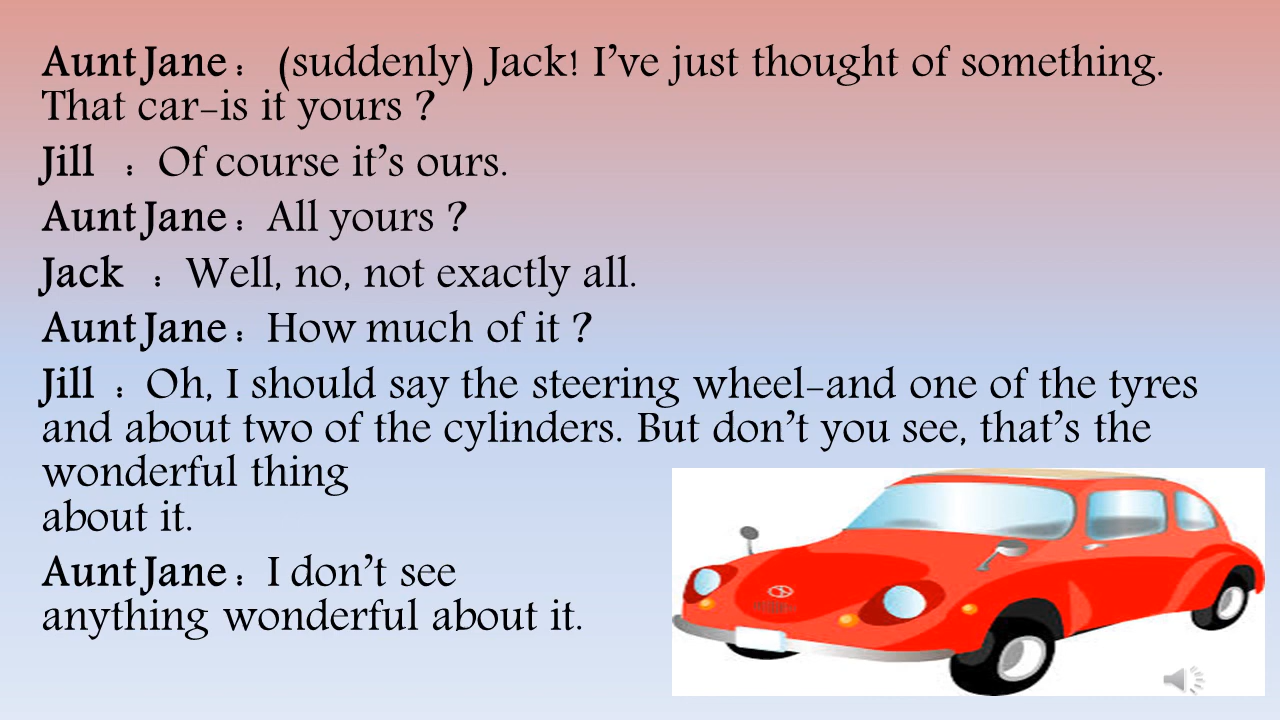 Aunt Jane : (suddenly) Jack! I’ve just thought of something.
That car-is it yours ?
Jill : Of course it’s ours.
Aunt Jane : All yours ?
Jack : Well, no, not exactly all.
Aunt Jane : How much of it ?
Jill : Oh, I should say the steering wheel-and one of the tyres
and about two of the cylinders. But don’t you see, that’s the
wonderful thing
about it.
Aunt Jane : I don’t see
anything wonderful about it.